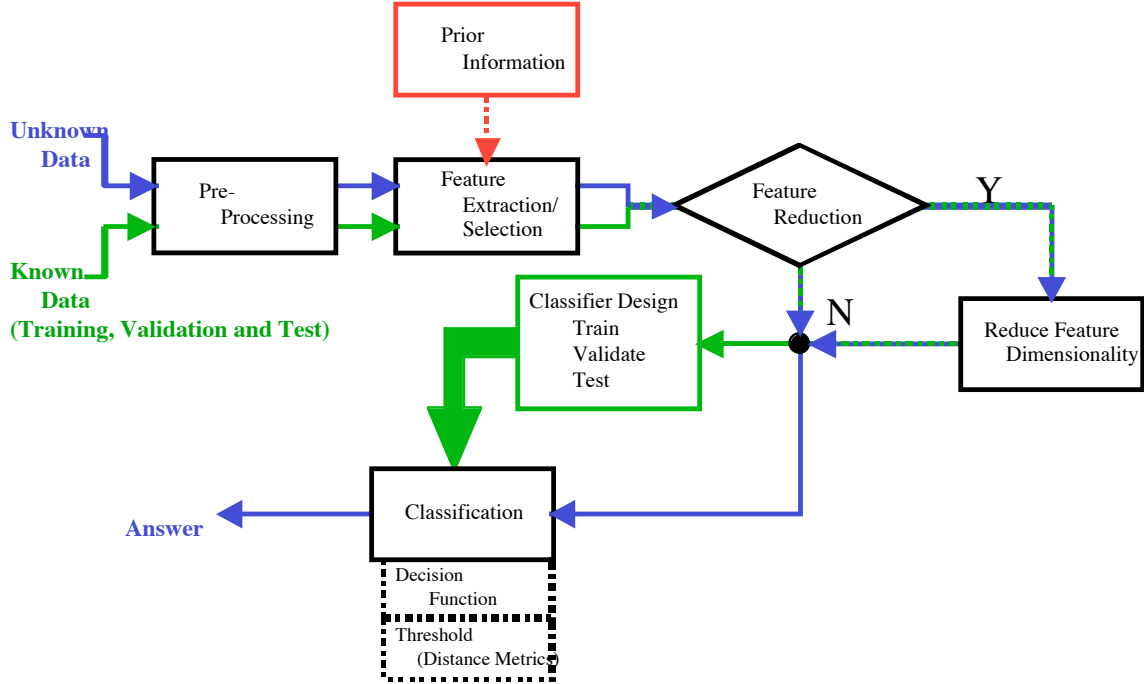 Prior
Information
Unknown
Data
Pre-
Processing
Feature
Extraction/
Selection
Feature
Reduction
Y
Known
Data
(Training, Validation and Test)
Classifier Design
Train
Validate
Test
N
Reduce Feature
Dimensionality
Answer
Classification
Decision
Function
Threshold
(Distance Metrics)